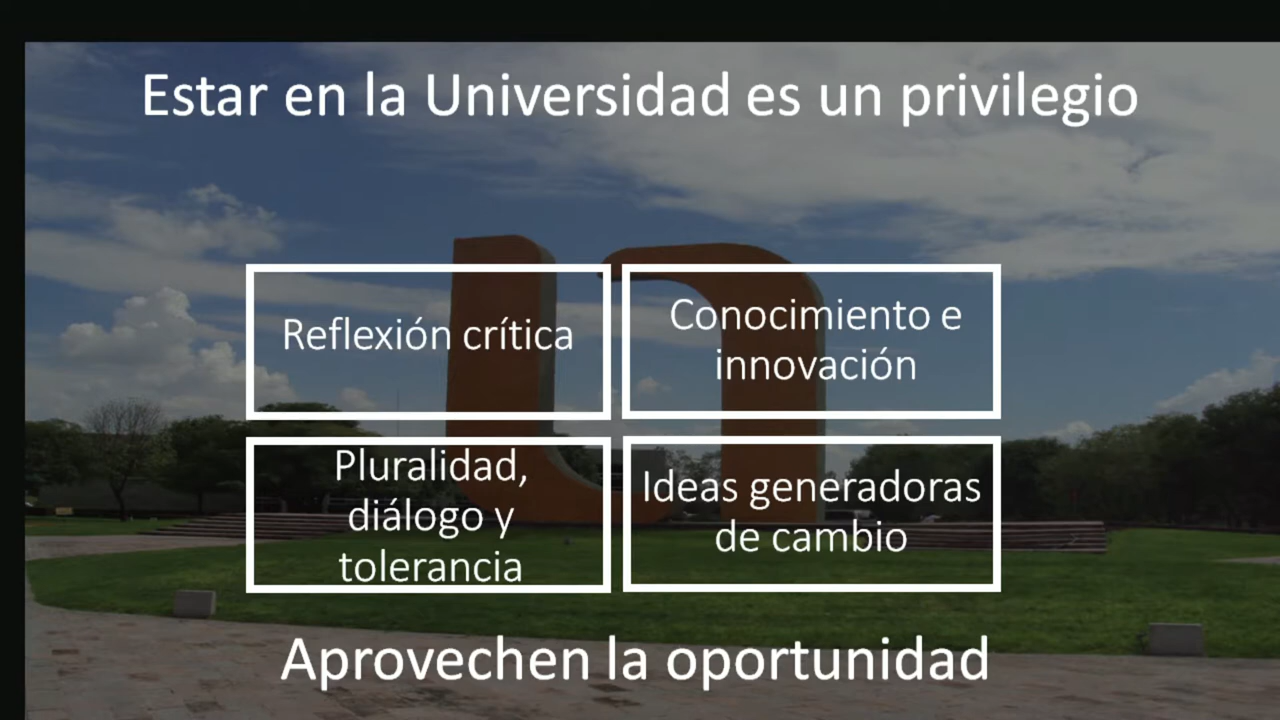 Estar en la Universidad es un privilegio
Reflexión crítica
Conocimiento e
innovación
Pluralidad,
diálogo y
tolerancia
Ideas generadoras
de cambio
Aprovechen la oportunidad